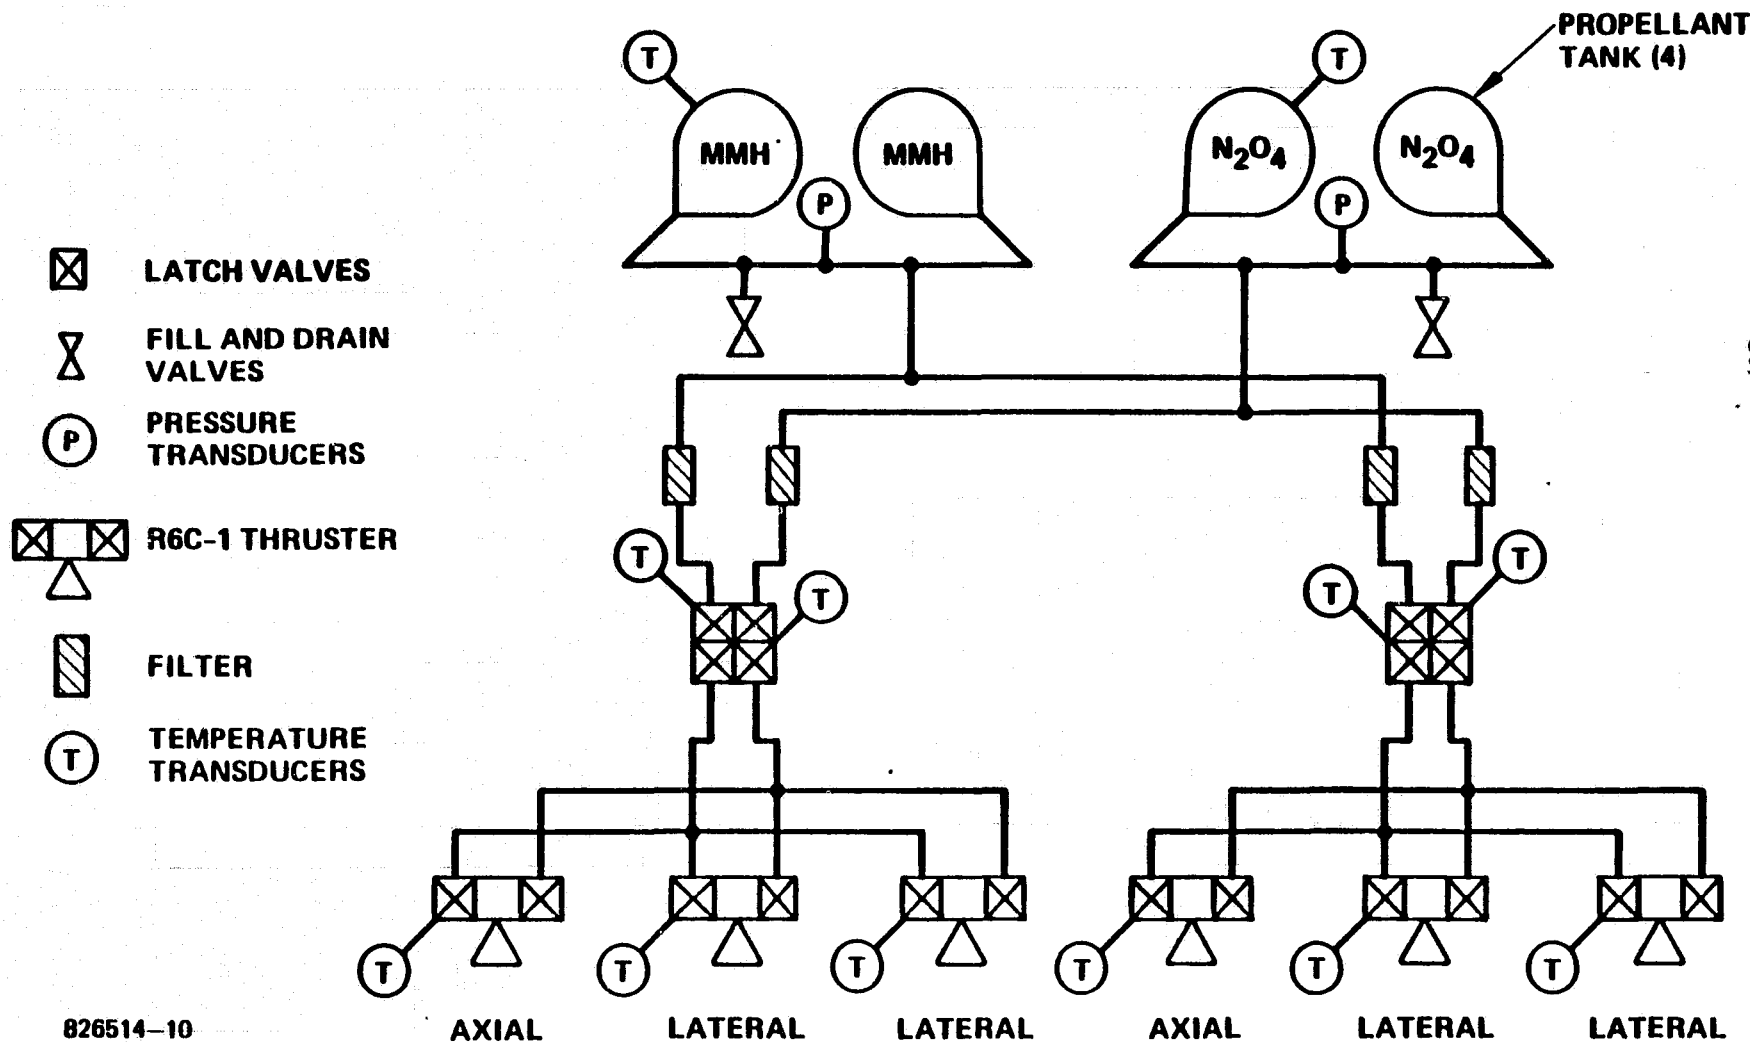 PROPELLANT
TANK (4)
T
T
MMH
MMH
N₂O₄
N₂O₄
P
P
LATCH VALVES
FILL AND DRAIN
VALVES
P
PRESSURE
TRANSDUCERS
R6C-1 THRUSTER
T
T
T
T
FILTER
T
TEMPERATURE
TRANSDUCERS
T
T
T
T
T
T
826514-10
AXIAL
LATERAL
LATERAL
AXIAL
LATERAL
LATERAL